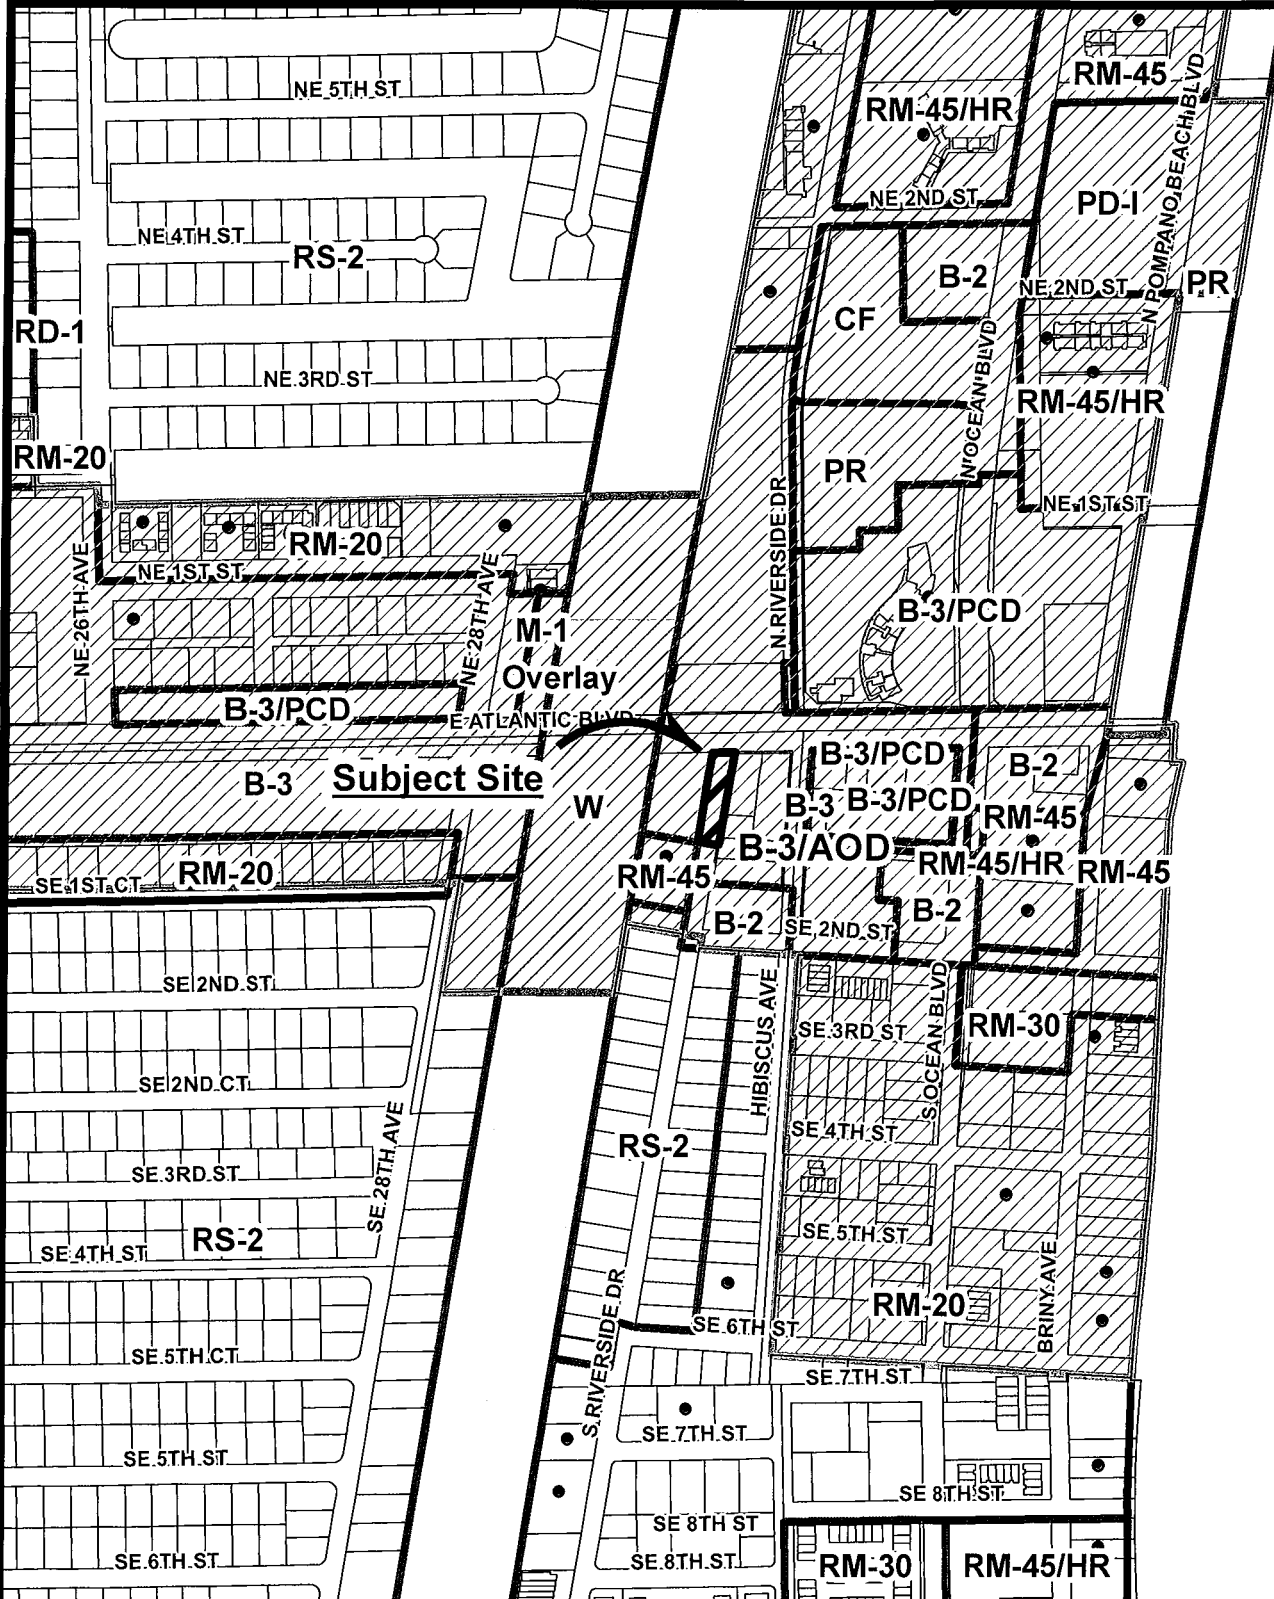 RM-45
NE 5TH ST
RM-45/HR
N POMPANO BEACH BLVD
NE 2ND ST
PD-I
NE 4TH ST
RS-2
B-2
NE 2ND ST
PR
CF
RD-1
N OCEAN BLVD
NE 3RD ST
RM-45/HR
RM-20
PR
N RIVERSIDE DR
NE 1ST ST
RM-20
NE 1ST ST
NE 26TH AVE
NE 28TH AVE
B-3/PCD
M-1
Overlay
B-3/PCD
E ATLANTIC BLVD
B-3/PCD
B-2
Subject Site
B-3
W
B-3
B-3/PCD
RM-45
B-3/AOD
RM-45/HR
RM-45
RM-20
RM-45
SE 1ST CT
B-2
B-2
SE 2ND ST
SE 2ND ST
HIBISCUS AVE
S OCEAN BLVD
SE 3RD ST
RM-30
SE 2ND CT
SE 28TH AVE
SE 4TH ST
RS-2
SE 3RD ST
SE 5TH ST
RS-2
SE 4TH ST
BRINY AVE
RM-20
S RIVERSIDE DR
SE 6TH ST
SE 5TH CT
SE 7TH ST
SE 7TH ST
SE 5TH ST
SE 8TH ST
SE 8TH ST
SE 6TH ST
SE 8TH ST
RM-30
RM-45/HR